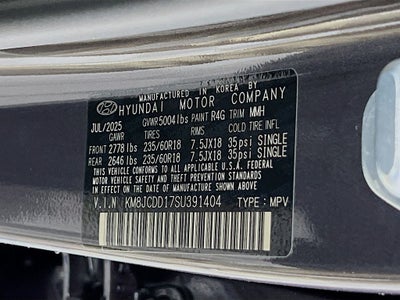 MANUFACTURED IN KOREA BY
HYUNDAI MOTOR COMPANY
JUL/2025 GVWR 5004 lbs PAINT R4G TRIM MMH
GAWR TIRES RIMS COLD TIRE INFL
FRONT 2778 lbs 235/60R18 7.5JX18 35psi SINGLE
REAR 2646 lbs 235/60R18 7.5JX18 35psi SINGLE
THIS VEHICLE CONFORMS TO ALL APPLICABLE U.S.A. FEDERAL
MOTOR VEHICLE SAFETY, BUMPER, AND THEFT PREVENTION
STANDARDS IN EFFECT ON THE DATE OF MANUFACTURE SHOWN ABOVE
V.I.N KM8JCDD17SU391404 TYPE: MPV